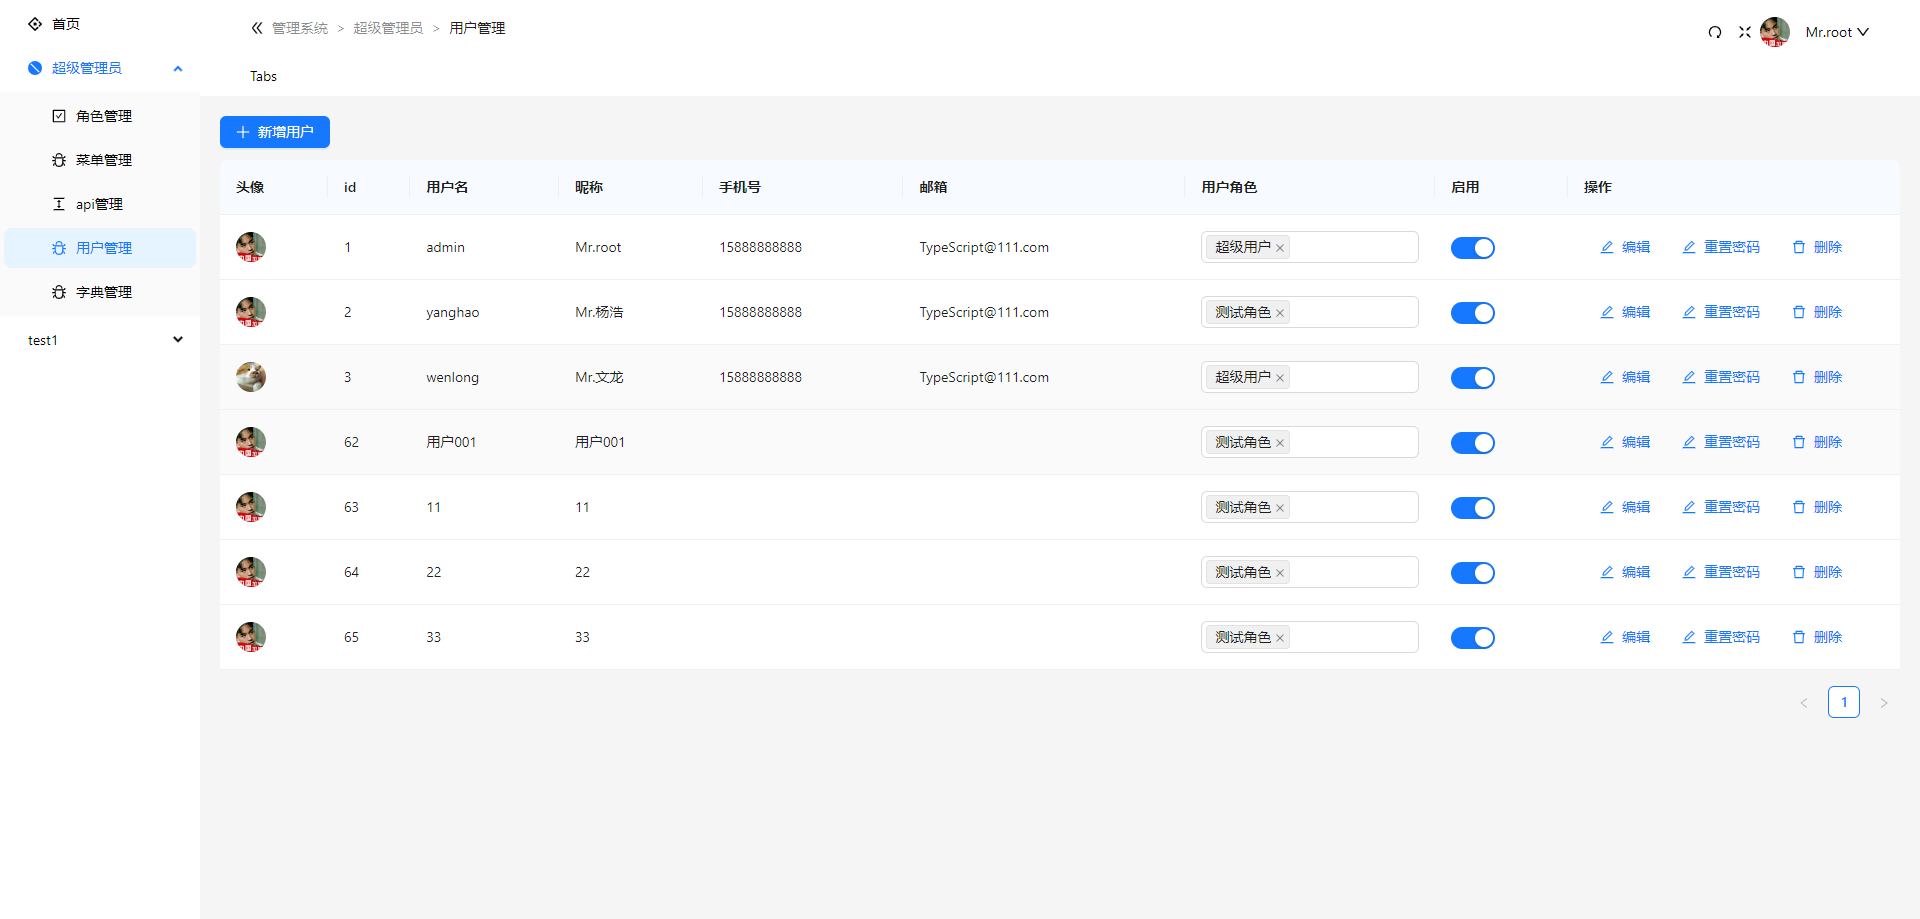 首页
超级管理员
角色管理
菜单管理
api管理
用户管理
字典管理
test1
管理系统 > 超级管理员 > 用户管理
Mr.root
Tabs
新增用户
头像 id 用户名 昵称 手机号 邮箱 用户角色 启用 操作
1 admin Mr.root 15888888888 TypeScript@111.com 超级用户 编辑 重置密码 删除
2 yanghao Mr.杨浩 15888888888 TypeScript@111.com 测试角色 编辑 重置密码 删除
3 wenlong Mr.文龙 15888888888 TypeScript@111.com 超级用户 编辑 重置密码 删除
62 用户001 用户001 测试角色 编辑 重置密码 删除
63 11 11 测试角色 编辑 重置密码 删除
64 22 22 测试角色 编辑 重置密码 删除
65 33 33 测试角色 编辑 重置密码 删除
< 1 >